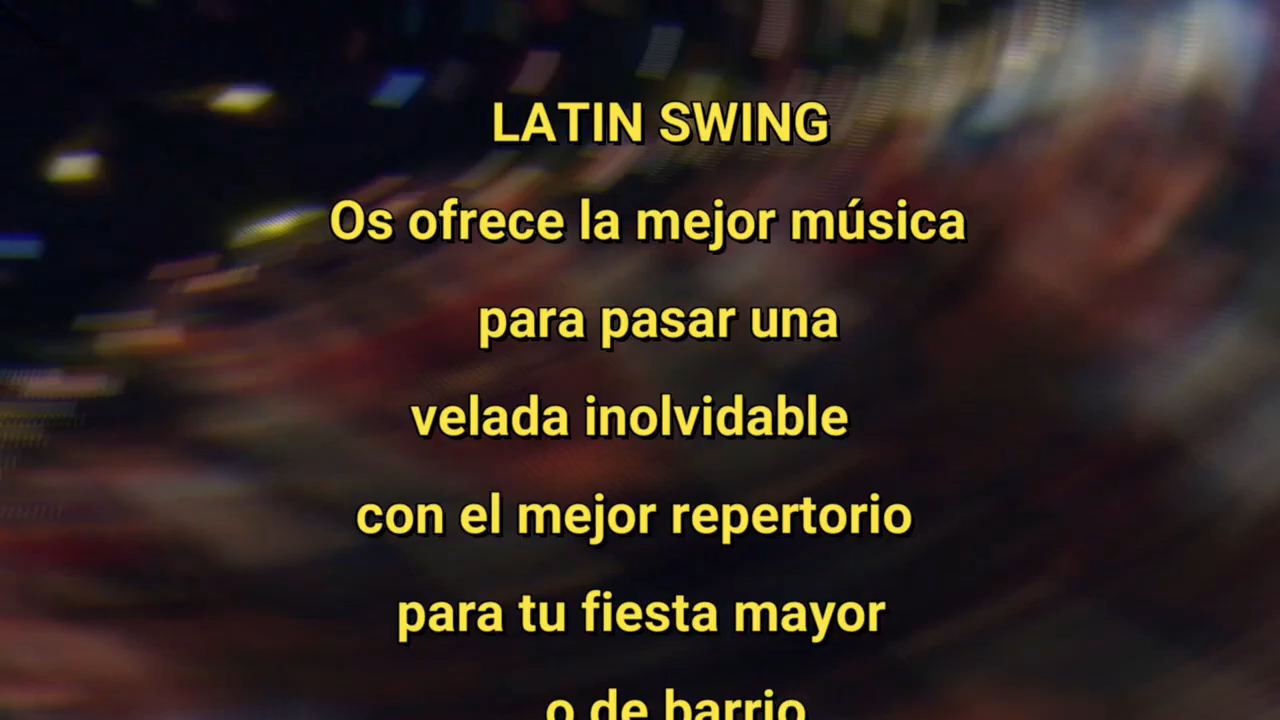 LATIN SWING
Os ofrece la mejor música
para pasar una
velada inolvidable
con el mejor repertorio
para tu fiesta mayor
o de barrio